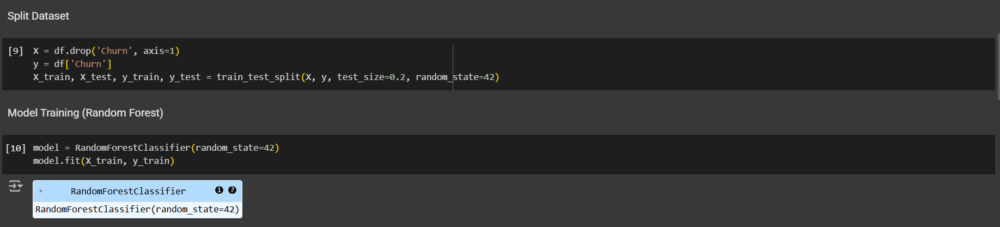 Split Dataset
[9] X = df.drop('Churn', axis=1)
y = df['Churn']
X_train, X_test, y_train, y_test = train_test_split(X, y, test_size=0.2, random_state=42)
Model Training (Random Forest)
[10] model = RandomForestClassifier(random_state=42)
model.fit(X_train, y_train)
RandomForestClassifier
RandomForestClassifier(random_state=42)